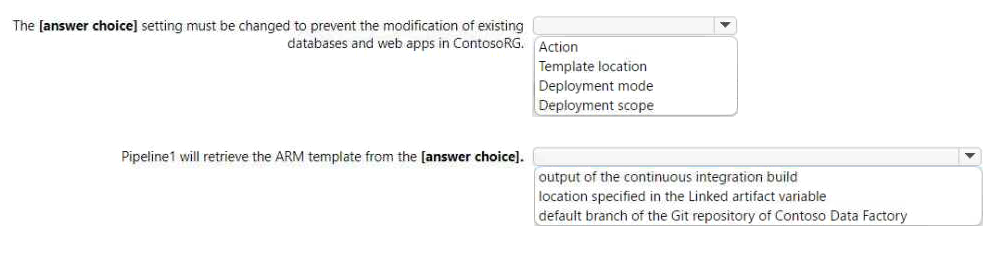 The [answer choice] setting must be changed to prevent the modification of existing
databases and web apps in ContosoRG.
Action
Template location
Deployment mode
Deployment scope
Pipeline1 will retrieve the ARM template from the [answer choice].
output of the continuous integration build
location specified in the Linked artifact variable
default branch of the Git repository of Contoso Data Factory